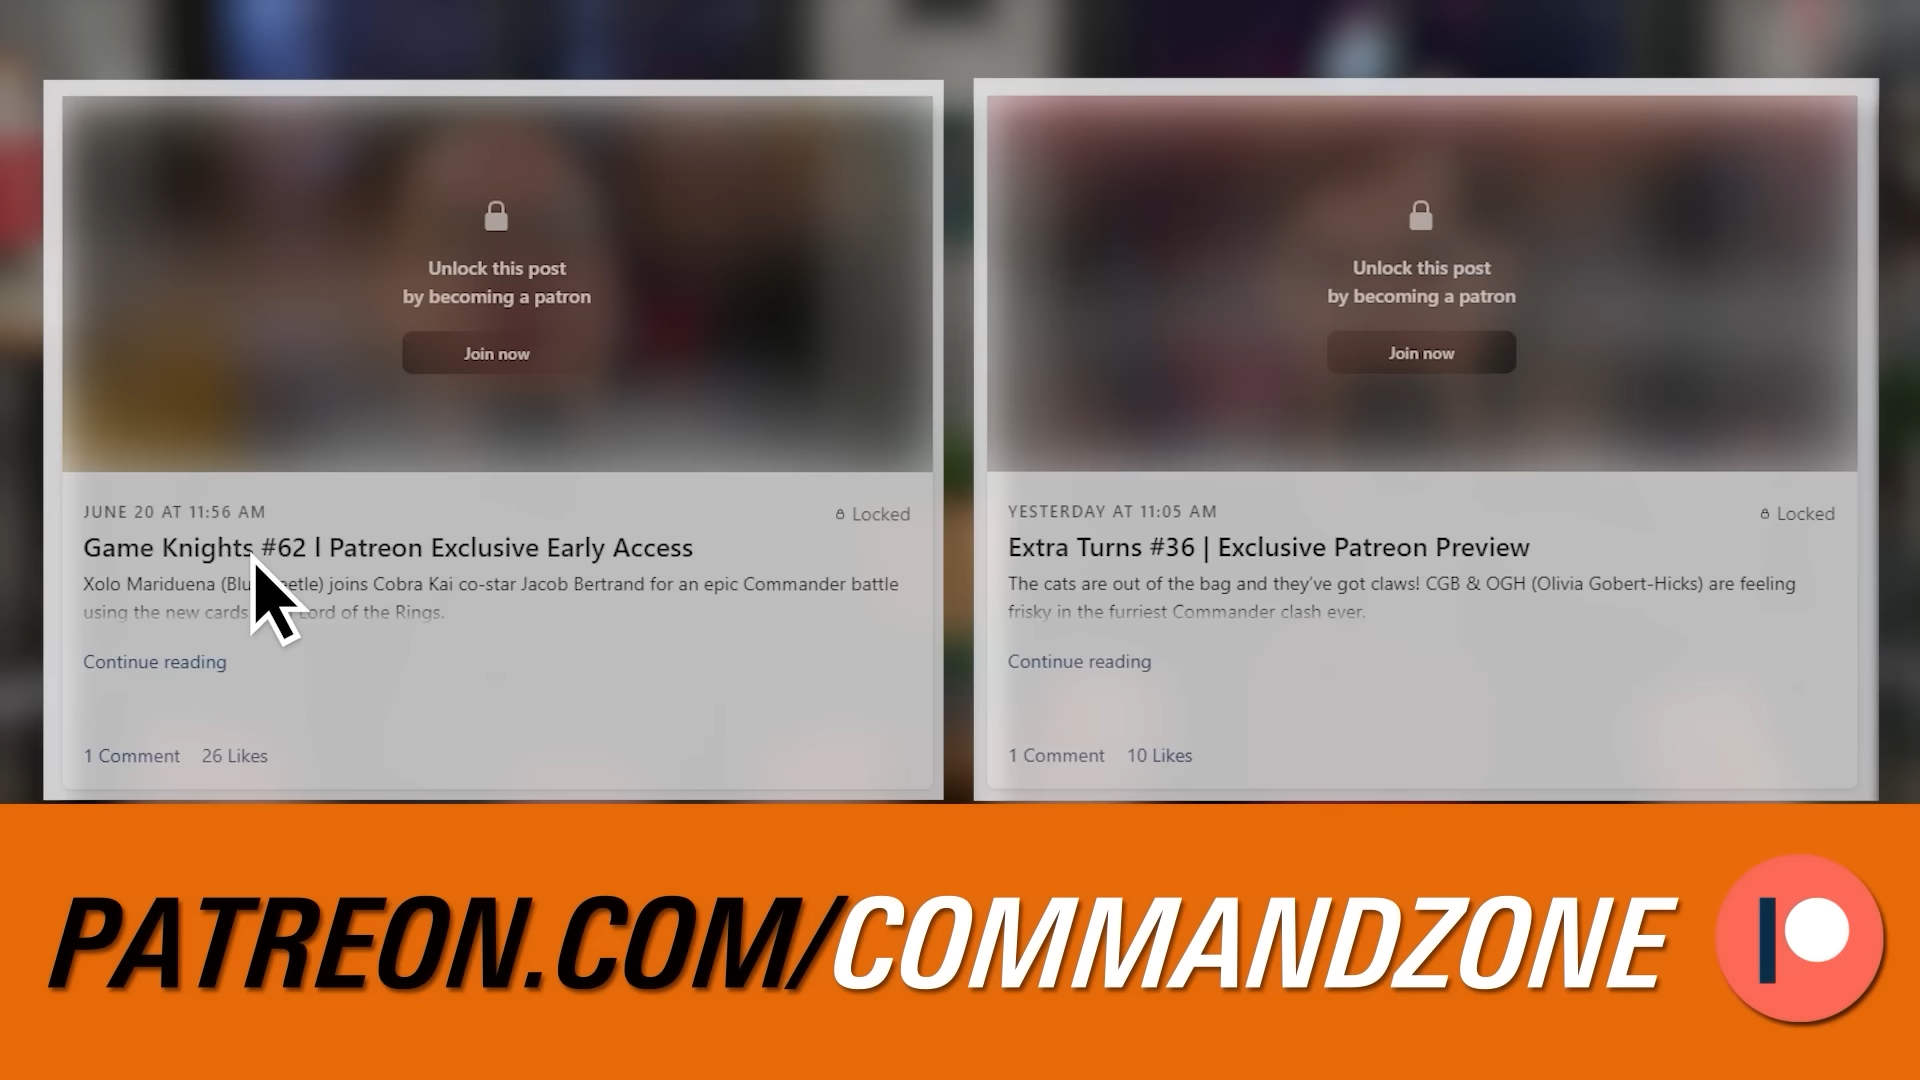 Unlock this post
by becoming a patron
Join now
JUNE 20 AT 11:56 AM
Locked
Game Knights #62 l Patreon Exclusive Early Access
Xolo Mariduena (Blu eetle) joins Cobra Kai co-star Jacob Bertrand for an epic Commander battle
using the new cards Lord of the Rings.
Continue reading
1 Comment 26 Likes
Unlock this post
by becoming a patron
Join now
YESTERDAY AT 11:05 AM
Locked
Extra Turns #36 | Exclusive Patreon Preview
The cats are out of the bag and they've got claws! CGB & OGH (Olivia Gobert-Hicks) are feeling
frisky in the furriest Commander clash ever.
Continue reading
1 Comment 10 Likes
PATREON.COM/COMMANDZONE